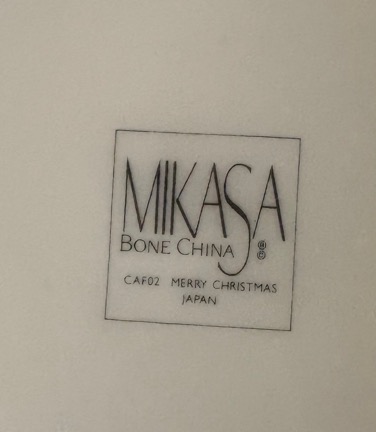 MIKASA
BONE CHINA ® ©
CAF02 MERRY CHRISTMAS
JAPAN